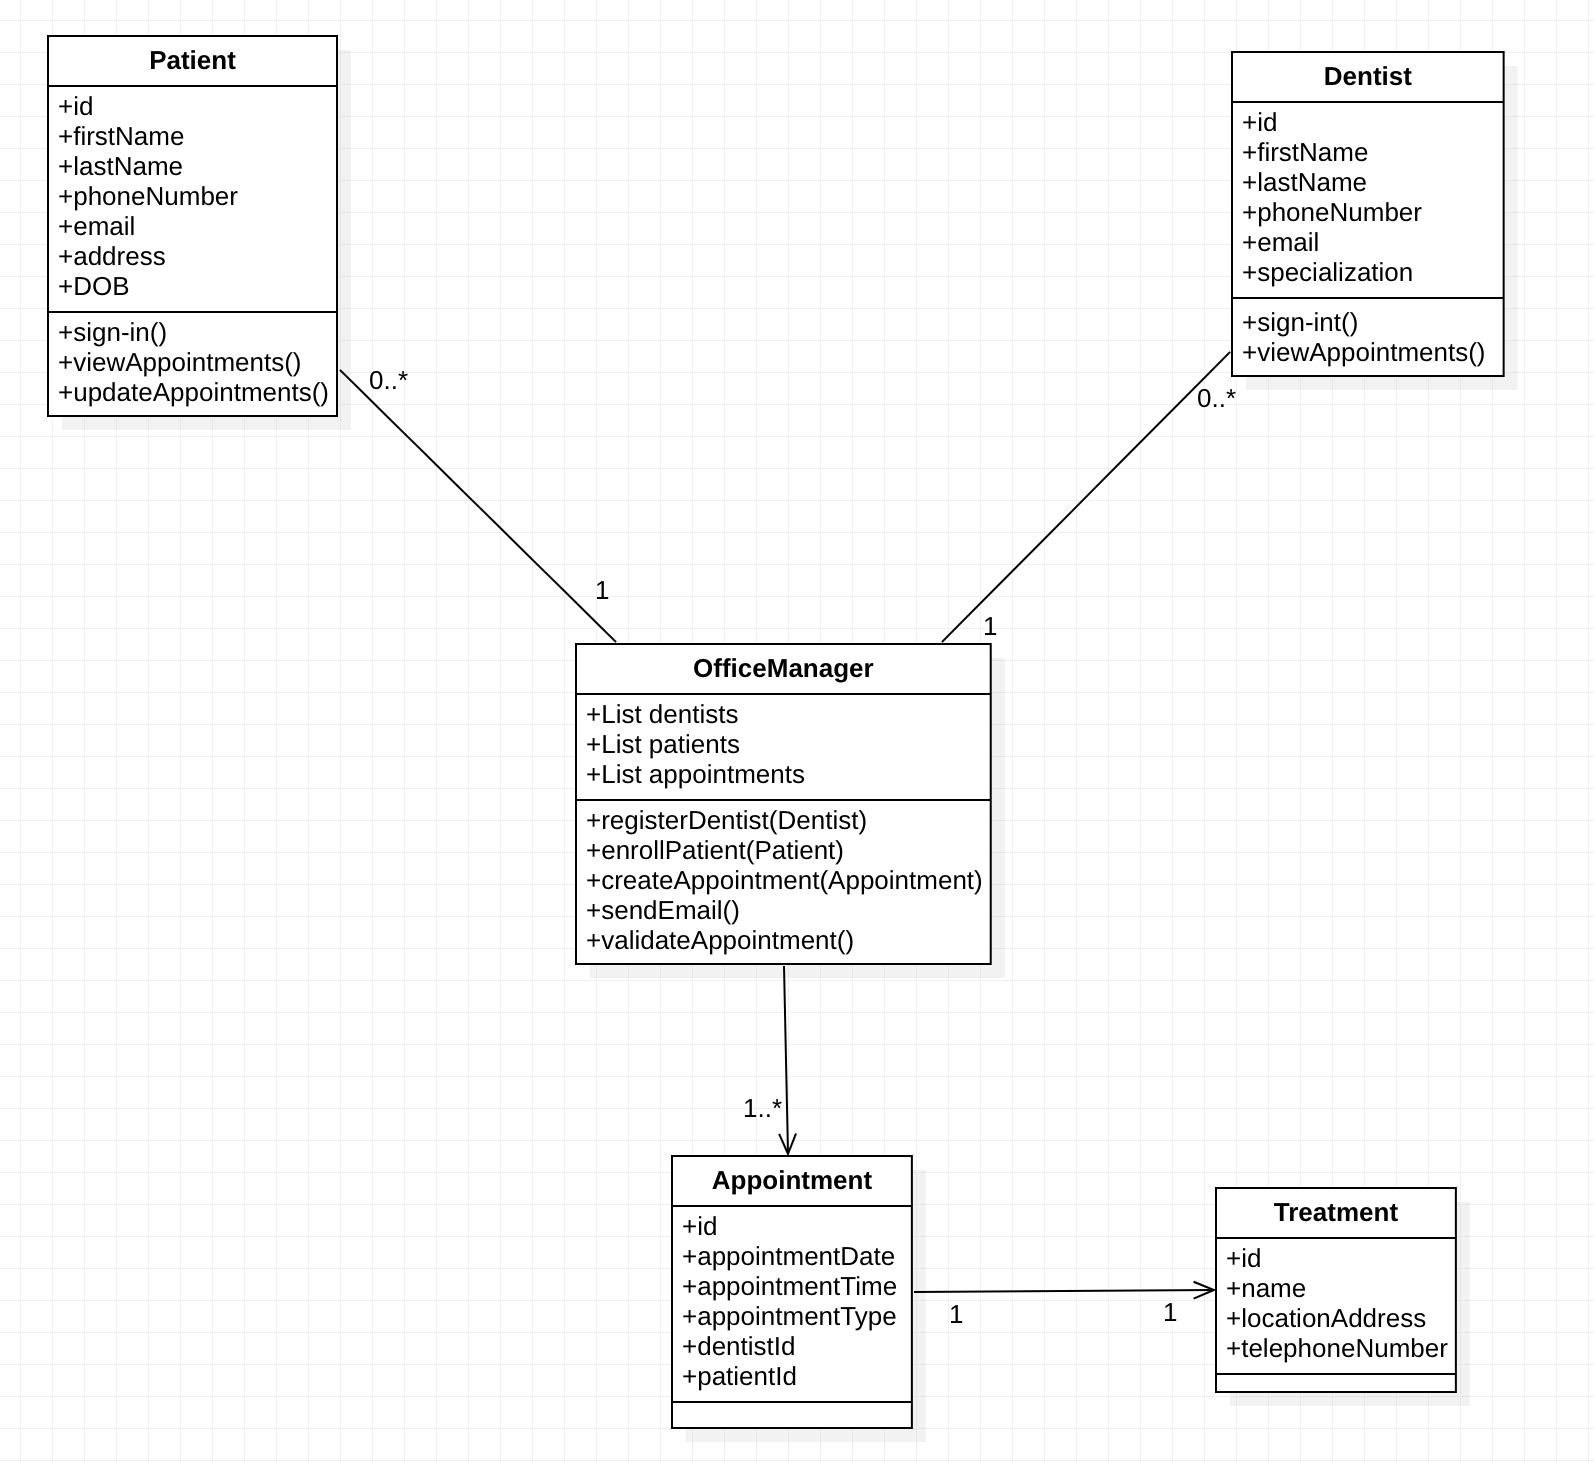 Patient
+id
+firstName
+lastName
+phoneNumber
+email
+address
+DOB
+sign-in()
+viewAppointments()
+updateAppointments()
0..*
1
Dentist
+id
+firstName
+lastName
+phoneNumber
+email
+specialization
+sign-int()
+viewAppointments()
0..*
1
OfficeManager
+List dentists
+List patients
+List appointments
+registerDentist(Dentist)
+enrollPatient(Patient)
+createAppointment(Appointment)
+sendEmail()
+validateAppointment()
1..*
Appointment
+id
+appointmentDate
+appointmentTime
+appointmentType
+dentistId
+patientId
1
1
Treatment
+id
+name
+locationAddress
+telephoneNumber